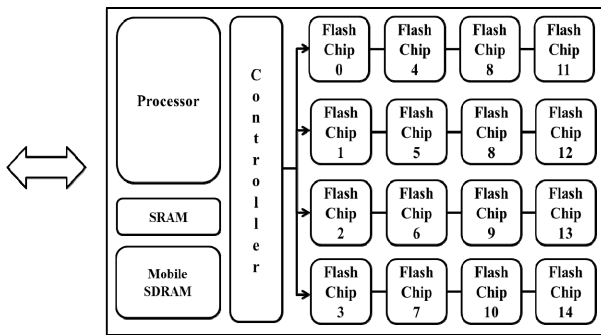 Processor
SRAM
Mobile
SDRAM
Controller
Flash
Chip
0
Flash
Chip
4
Flash
Chip
8
Flash
Chip
11
Flash
Chip
1
Flash
Chip
5
Flash
Chip
8
Flash
Chip
12
Flash
Chip
2
Flash
Chip
6
Flash
Chip
9
Flash
Chip
13
Flash
Chip
3
Flash
Chip
7
Flash
Chip
10
Flash
Chip
14